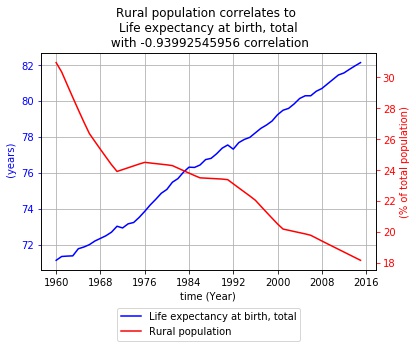 Rural population correlates to
Life expectancy at birth, total
with -0.93992545956 correlation
82
80
78
76
74
72
(years)
30
28
26
24
22
20
18
(% of total population)
1960 1968 1976 1984 1992 2000 2008 2016
time (Year)
Life expectancy at birth, total
Rural population